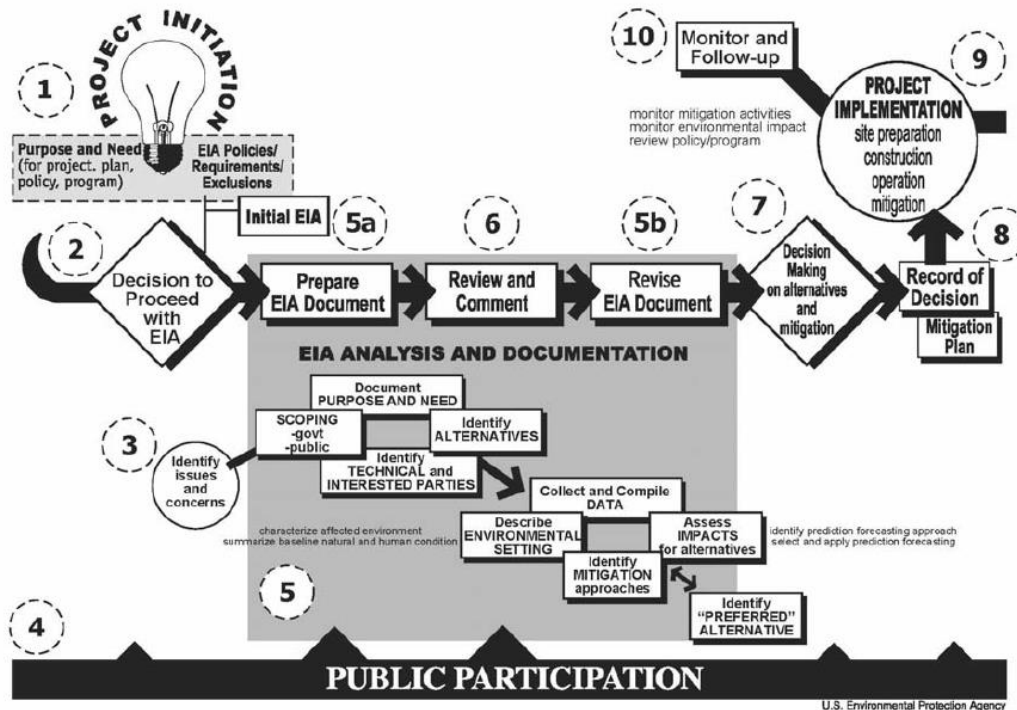 PROJECT INITIATION
1
Purpose and Need
(for project. plan,
policy, program)
EIA Policies/
Requirements/
Exclusions
Initial EIA
2
Decision to
Proceed
with
EIA
5a
Prepare
EIA Document
6
Review and
Comment
5b
Revise
EIA Document
7
Decision
Making
on alternatives
and
mitigation
8
Record of
Decision
Mitigation
Plan
9
PROJECT
IMPLEMENTATION
site preparation
construction
operation
mitigation
10
Monitor and
Follow-up
monitor mitigation activities
monitor environmental impact
review policy/program
EIA ANALYSIS AND DOCUMENTATION
3
Identify
issues
and
concerns
SCOPING
-govt
-public
Document
PURPOSE AND NEED
Identify
ALTERNATIVES
Identify
TECHNICAL and
INTERESTED PARTIES
characterize affected environment
summarize baseline natural and human condition
Collect and Compile
DATA
Describe
ENVIRONMENTAL
SETTING
Assess
IMPACTS
for alternatives
identify prediction forecasting approach
select and apply prediction forecasting
Identify
MITIGATION
approaches
Identify
"PREFERRED"
ALTERNATIVE
5
4
PUBLIC PARTICIPATION
U.S. Environmental Protection Agency